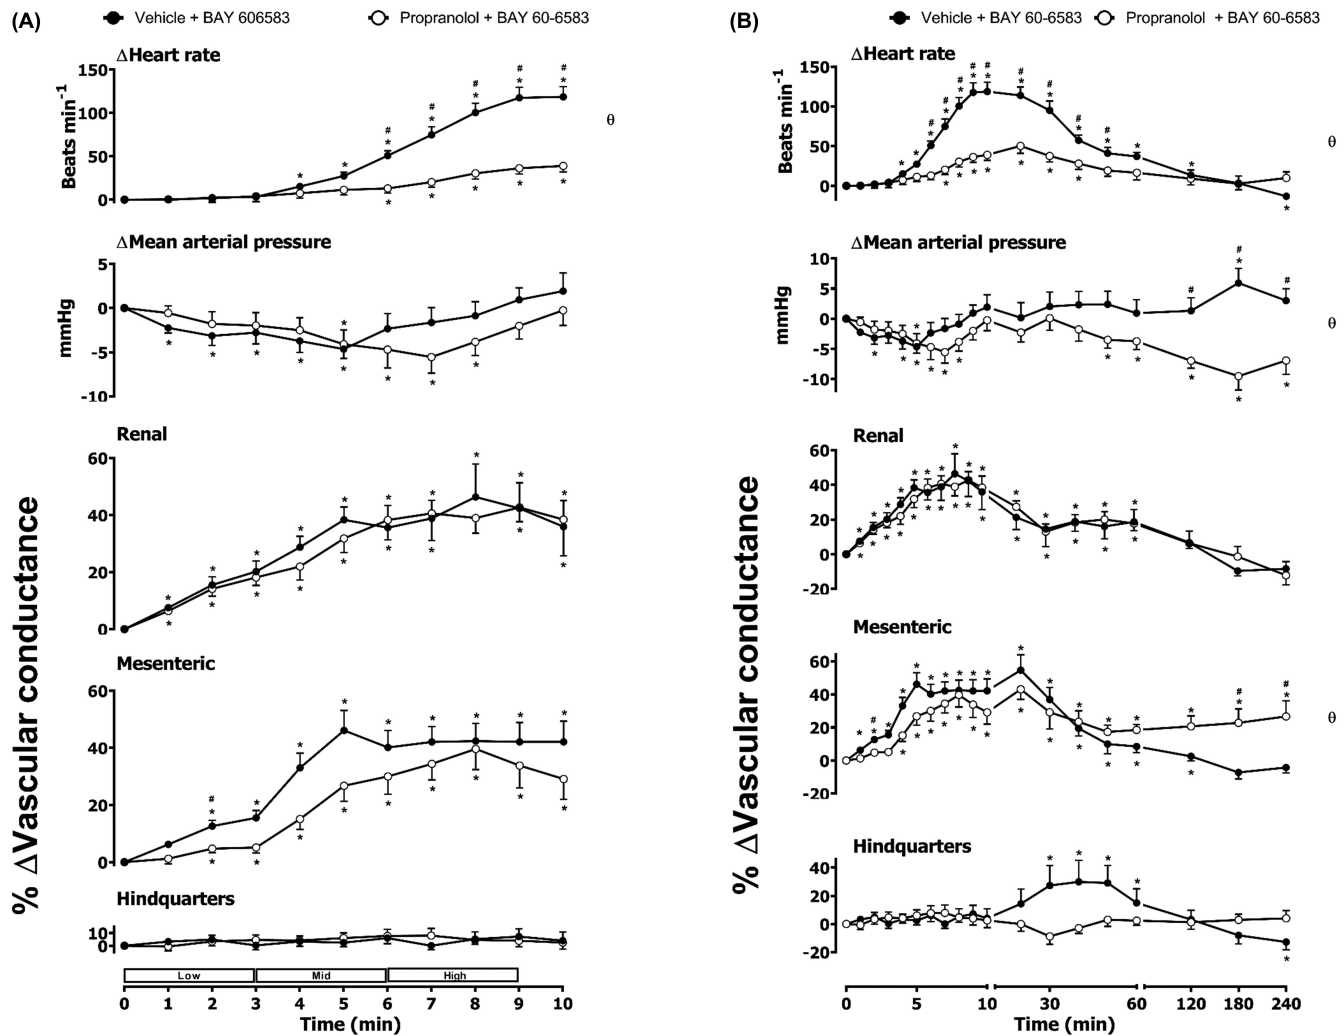 (A)
Vehicle + BAY 606583
Propranolol + BAY 60-6583
ΔHeart rate
Beats min-1
150
100
50
0
# # # # #
* * * * * * *
* * * * *
θ
ΔMean arterial pressure
mmHg
5
0
-5
-10
*
* * * * * * * *
% ΔVascular conductance
Renal
60
40
20
0
* * * * * * * * * *
* * * * * * * * * *
Mesenteric
60
40
20
0
#
* * * * * * * * *
* * * * * * * * *
Hindquarters
10
0
Low Mid High
0 1 2 3 4 5 6 7 8 9 10
Time (min)
(B)
Vehicle + BAY 60-6583
Propranolol + BAY 60-6583
ΔHeart rate
Beats min-1
150
100
50
0
θ
ΔMean arterial pressure
mmHg
10
5
0
-5
-10
θ
% ΔVascular conductance
Renal
60
40
20
0
-20
Mesenteric
60
40
20
0
-20
θ
Hindquarters
40
20
0
-20
0 5 10 30 60 120 180 240
Time (min)